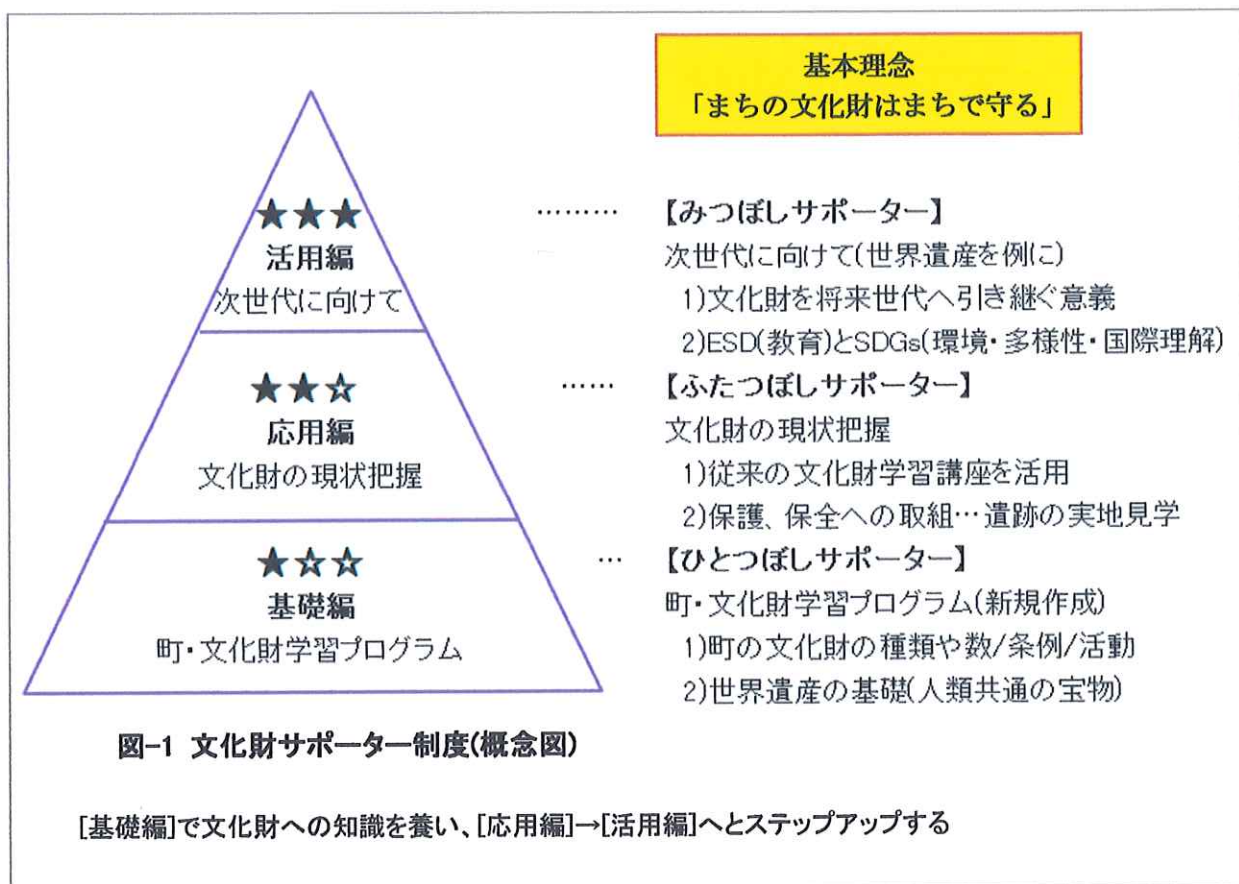 基本理念
「まちの文化財はまちで守る」
★★★
活用編
次世代に向けて
………
【みつぼしサポーター】
次世代に向けて(世界遺産を例に)
1)文化財を将来世代へ引き継ぐ意義
2)ESD(教育)とSDGs(環境・多様性・国際理解)
★★☆
応用編
文化財の現状把握
……
【ふたつぼしサポーター】
文化財の現状把握
1)従来の文化財学習講座を活用
2)保護、保全への取組…遺跡の実地見学
★☆☆
基礎編
町・文化財学習プログラム
…
【ひとつぼしサポーター】
町・文化財学習プログラム(新規作成)
1)町の文化財の種類や数/条例/活動
2)世界遺産の基礎(人類共通の宝物)
図-1 文化財サポーター制度(概念図)
[基礎編]で文化財への知識を養い、[応用編]→[活用編]へとステップアップする